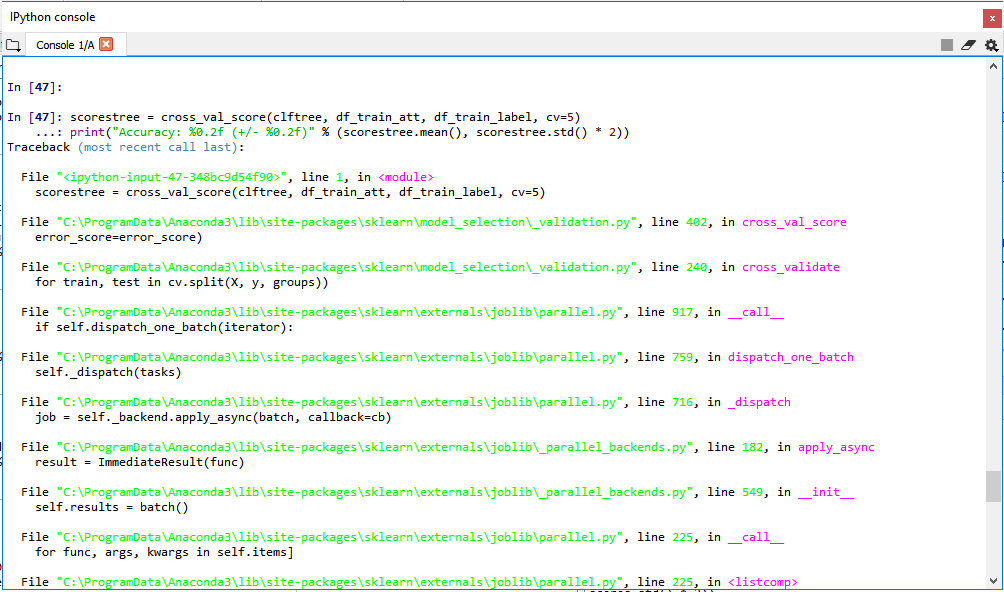 IPython console
Console 1/A
In [47]:
In [47]: scorestree = cross_val_score(clftree, df_train_att, df_train_label, cv=5)
...: print("Accuracy: %0.2f (+/- %0.2f)" % (scorestree.mean(), scorestree.std() * 2))
Traceback (most recent call last):
File "<ipython-input-47-348bc9d54f90>", line 1, in <module>
scorestree = cross_val_score(clftree, df_train_att, df_train_label, cv=5)
File "C:\ProgramData\Anaconda3\lib\site-packages\sklearn\model_selection\_validation.py", line 402, in cross_val_score
error_score=error_score)
File "C:\ProgramData\Anaconda3\lib\site-packages\sklearn\model_selection\_validation.py", line 240, in cross_validate
for train, test in cv.split(X, y, groups))
File "C:\ProgramData\Anaconda3\lib\site-packages\sklearn\externals\joblib\parallel.py", line 917, in __call__
if self.dispatch_one_batch(iterator):
File "C:\ProgramData\Anaconda3\lib\site-packages\sklearn\externals\joblib\parallel.py", line 759, in dispatch_one_batch
self._dispatch(tasks)
File "C:\ProgramData\Anaconda3\lib\site-packages\sklearn\externals\joblib\parallel.py", line 716, in _dispatch
job = self._backend.apply_async(batch, callback=cb)
File "C:\ProgramData\Anaconda3\lib\site-packages\sklearn\externals\joblib\_parallel_backends.py", line 182, in apply_async
result = ImmediateResult(func)
File "C:\ProgramData\Anaconda3\lib\site-packages\sklearn\externals\joblib\_parallel_backends.py", line 549, in __init__
self.results = batch()
File "C:\ProgramData\Anaconda3\lib\site-packages\sklearn\externals\joblib\parallel.py", line 225, in __call__
for func, args, kwargs in self.items]
File "C:\ProgramData\Anaconda3\lib\site-packages\sklearn\externals\joblib\parallel.py", line 225, in <listcomp>